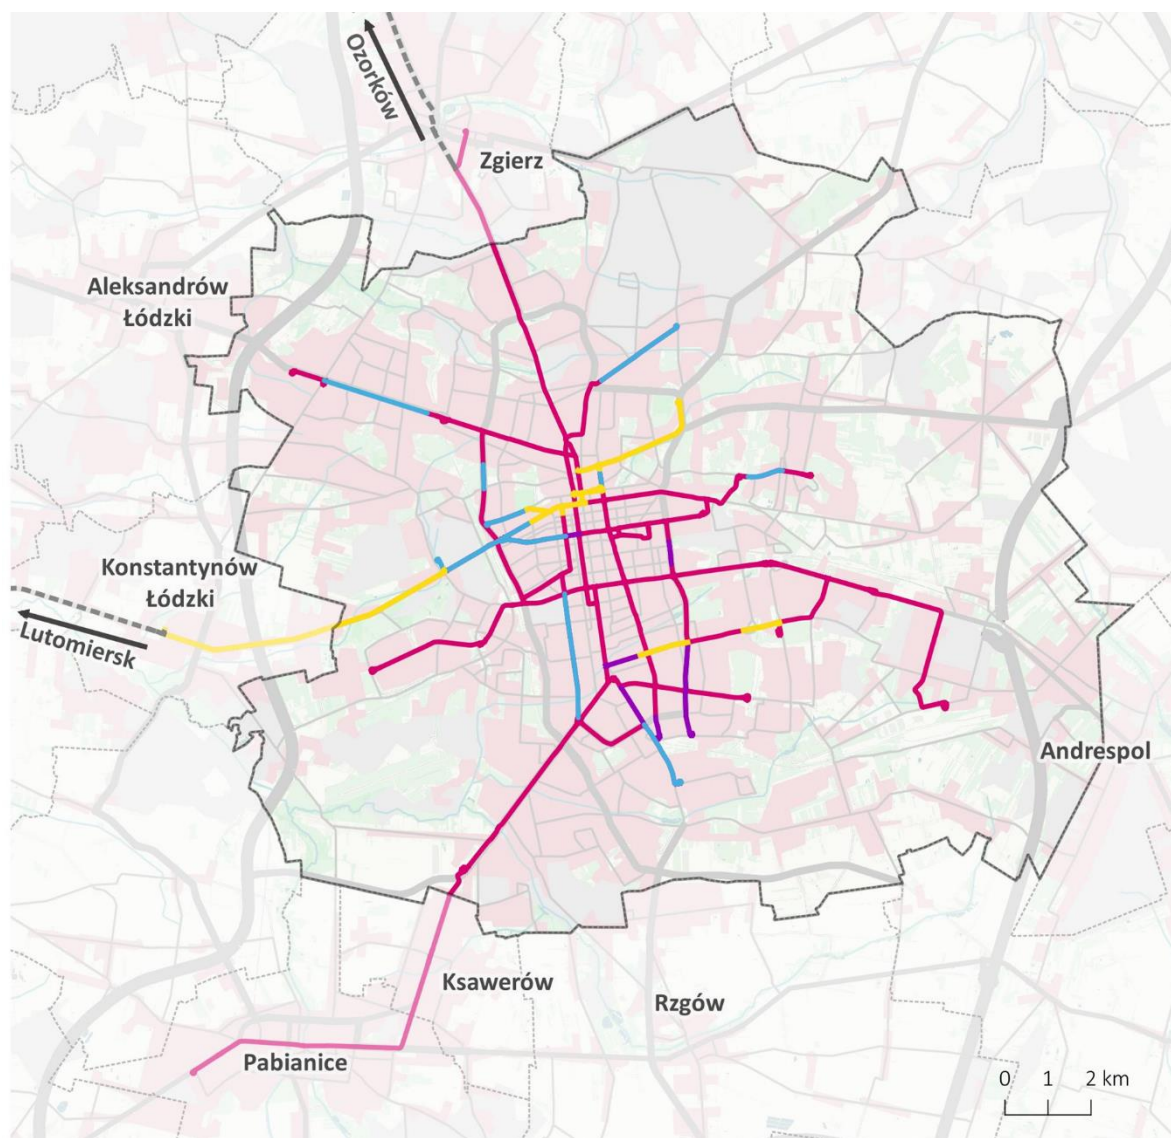 Ozorków
Zgierz
Aleksandrów
Łódzki
Konstantynów
Łódzki
Lutomiersk
Andrespol
Ksawerów
Rzgów
Pabianice
0 1 2 km